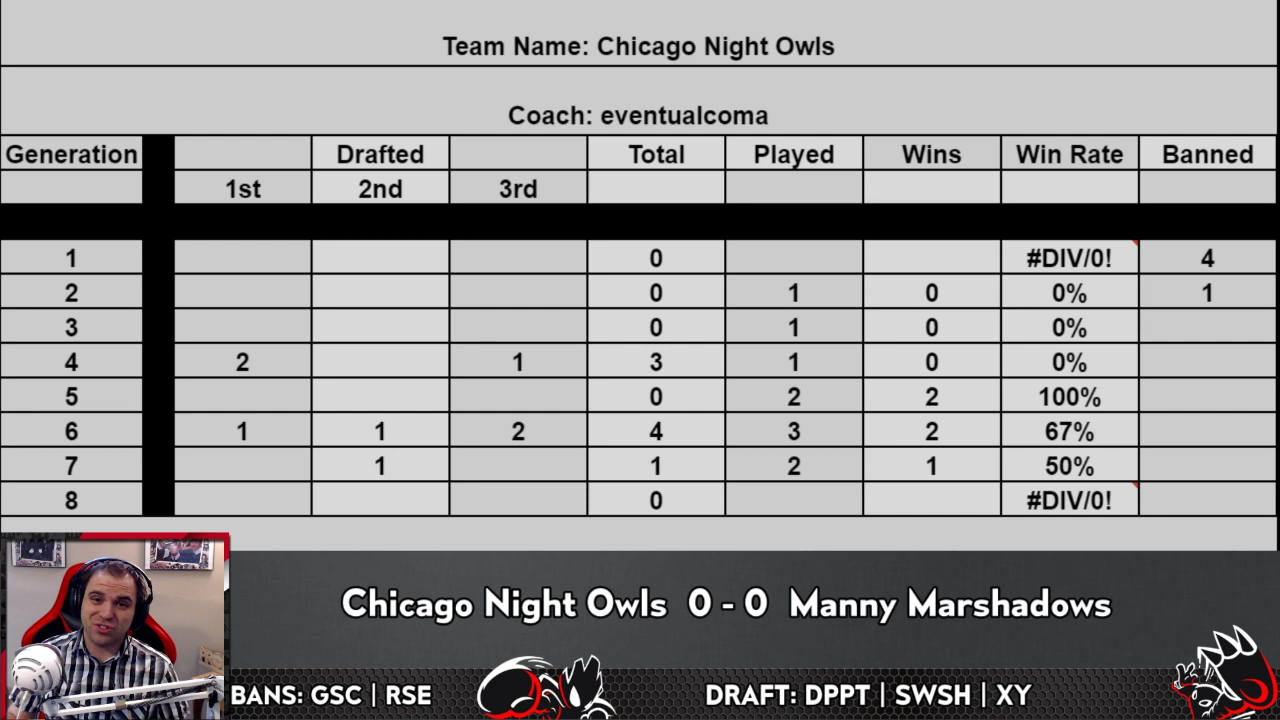 Team Name: Chicago Night Owls
Coach: eventualcoma
Generation Drafted Total Played Wins Win Rate Banned
1st 2nd 3rd
1 0 #DIV/0! 4
2 0 1 0 0% 1
3 0 1 0 0%
4 2 1 3 1 0 0%
5 0 2 2 100%
6 1 1 2 4 3 2 67%
7 1 1 2 1 50%
8 0 #DIV/0!
Chicago Night Owls 0 - 0 Manny Marshadows
BANS: GSC | RSE DRAFT: DPPT | SWSH | XY